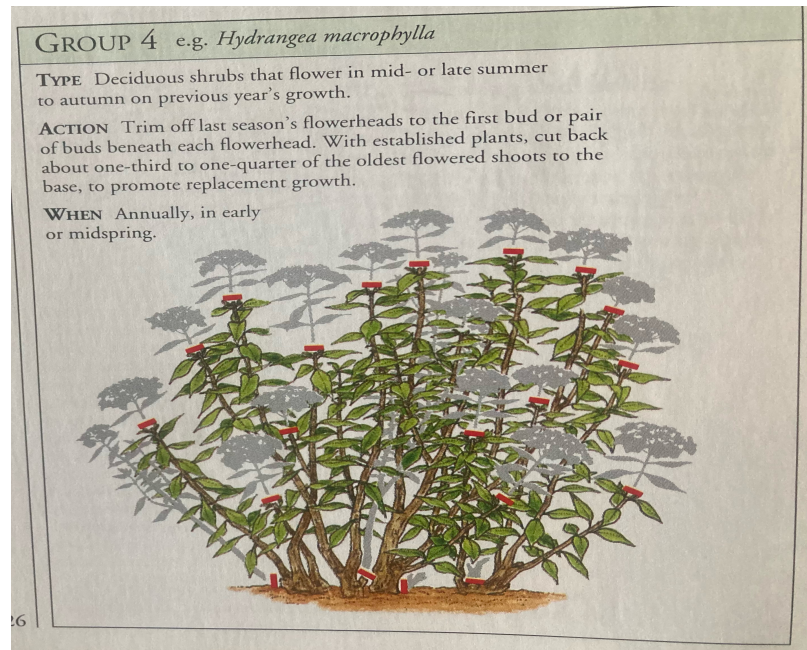 GROUP 4 e.g. Hydrangea macrophylla
TYPE Deciduous shrubs that flower in mid- or late summer
to autumn on previous year's growth.
ACTION Trim off last season's flowerheads to the first bud or pair
of buds beneath each flowerhead. With established plants, cut back
about one-third to one-quarter of the oldest flowered shoots to the
base, to promote replacement growth.
WHEN Annually, in early
or midspring.
26